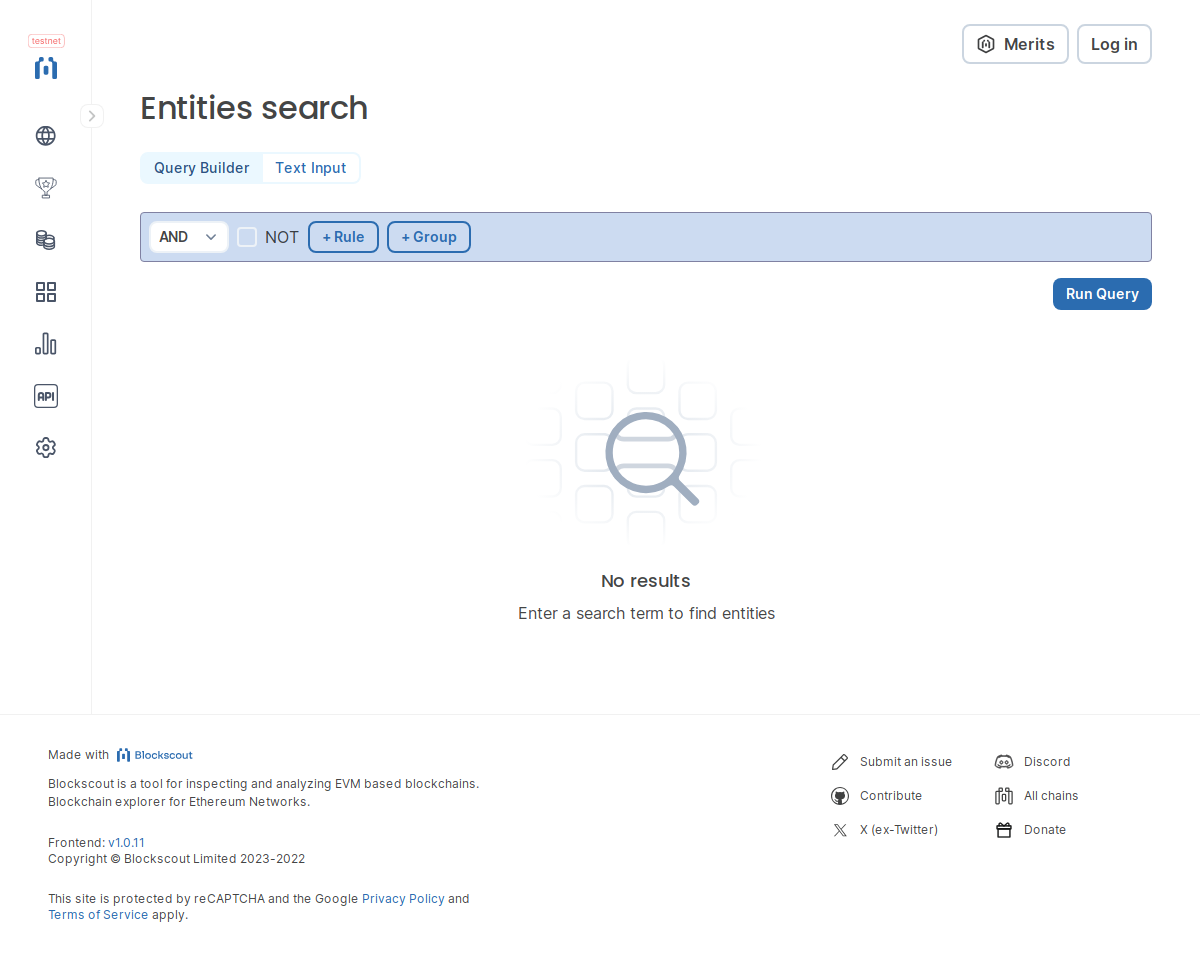 testnet
Merits
Log in
Entities search
Query Builder
Text Input
AND
NOT
+ Rule
+ Group
Run Query
API
No results
Enter a search term to find entities
Made with Blockscout
Blockscout is a tool for inspecting and analyzing EVM based blockchains.
Blockchain explorer for Ethereum Networks.
Frontend: v1.0.11
Copyright © Blockscout Limited 2023-2022
This site is protected by reCAPTCHA and the Google Privacy Policy and
Terms of Service apply.
Submit an issue
Discord
Contribute
All chains
X (ex-Twitter)
Donate